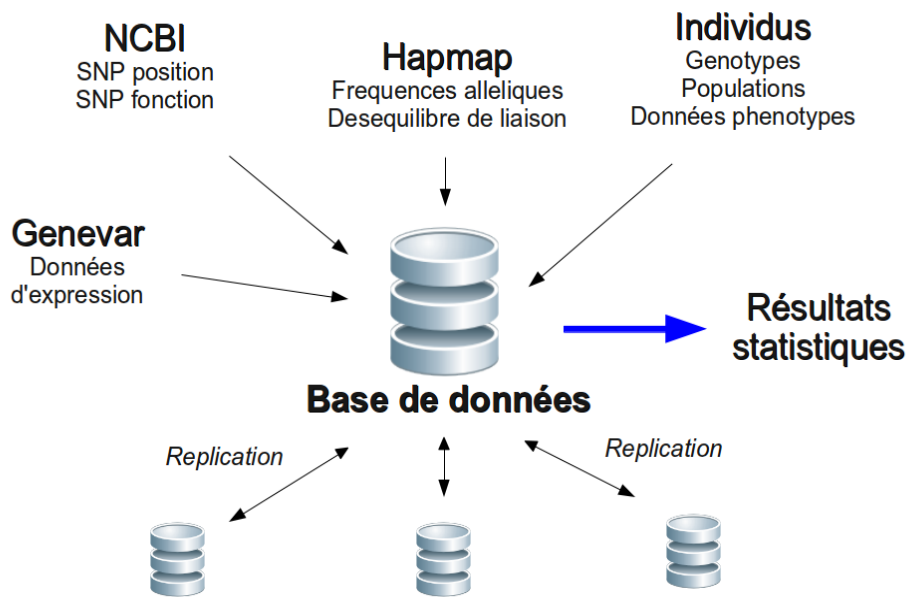 NCBI
SNP position
SNP fonction
Hapmap
Frequences alleliques
Desequilibre de liaison
Individus
Genotypes
Populations
Données phenotypes
Genevar
Données
d'expression
Résultats
statistiques
Base de données
Replication
Replication